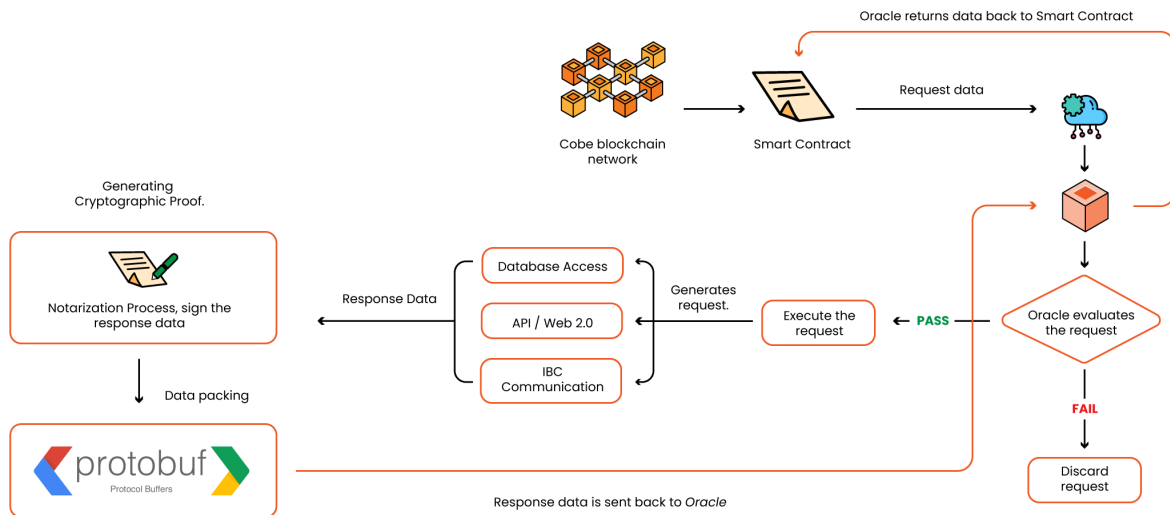 Oracle returns data back to Smart Contract
Request data
Cobe blockchain
network
Smart Contract
Generating
Cryptographic Proof.
Notarization Process, sign the
response data
Response Data
Database Access
API / Web 2.0
IBC
Communication
Generates
request.
Execute the
request
PASS
Oracle evaluates
the request
FAIL
Discard
request
Data packing
protobuf
Protocol Buffers
Response data is sent back to Oracle